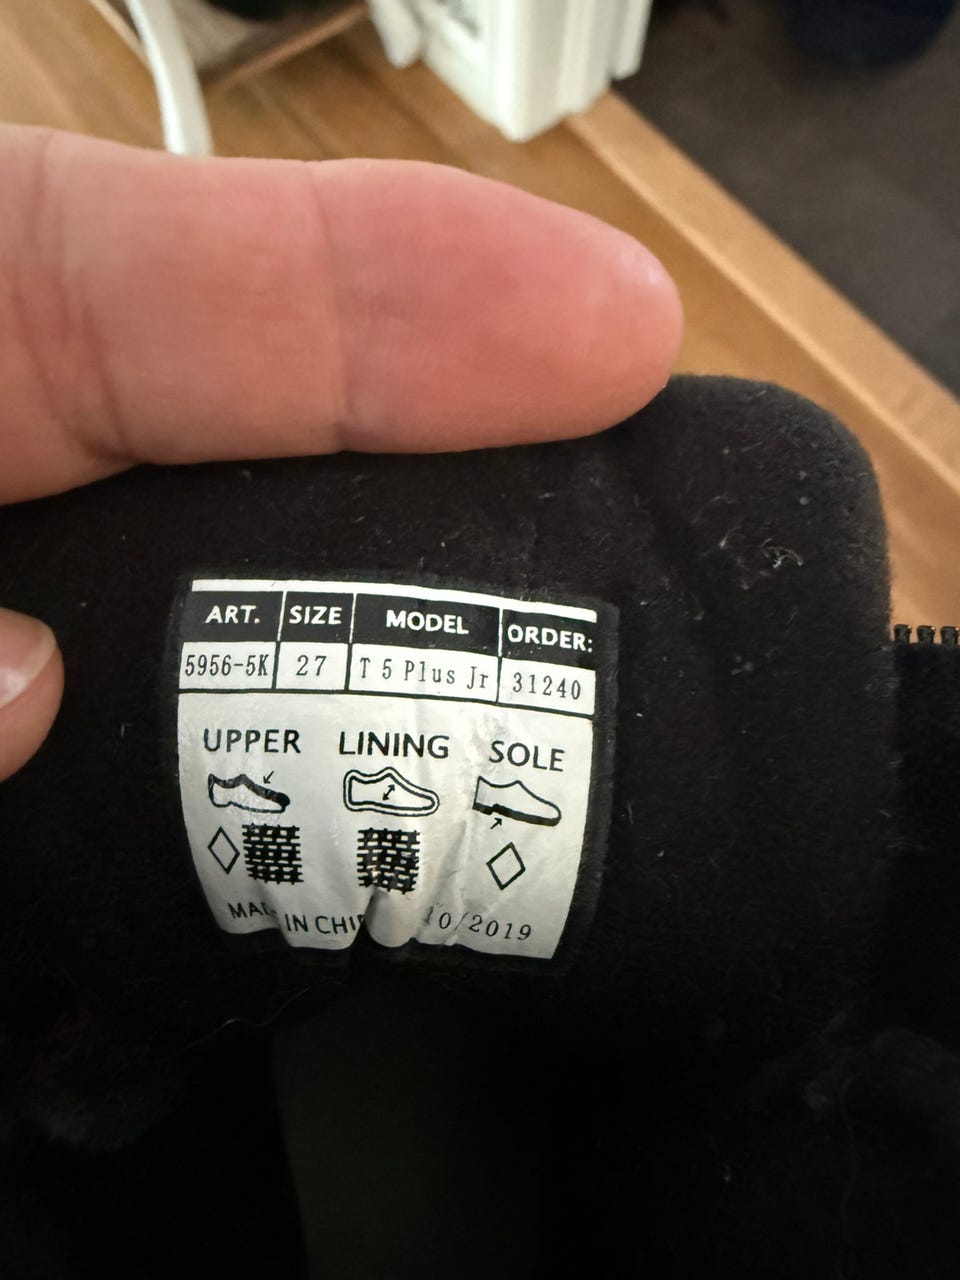 ART. SIZE MODEL ORDER:
5956-5K 27 T 5 Plus Jr 31240
UPPER LINING SOLE
IN 10/2019